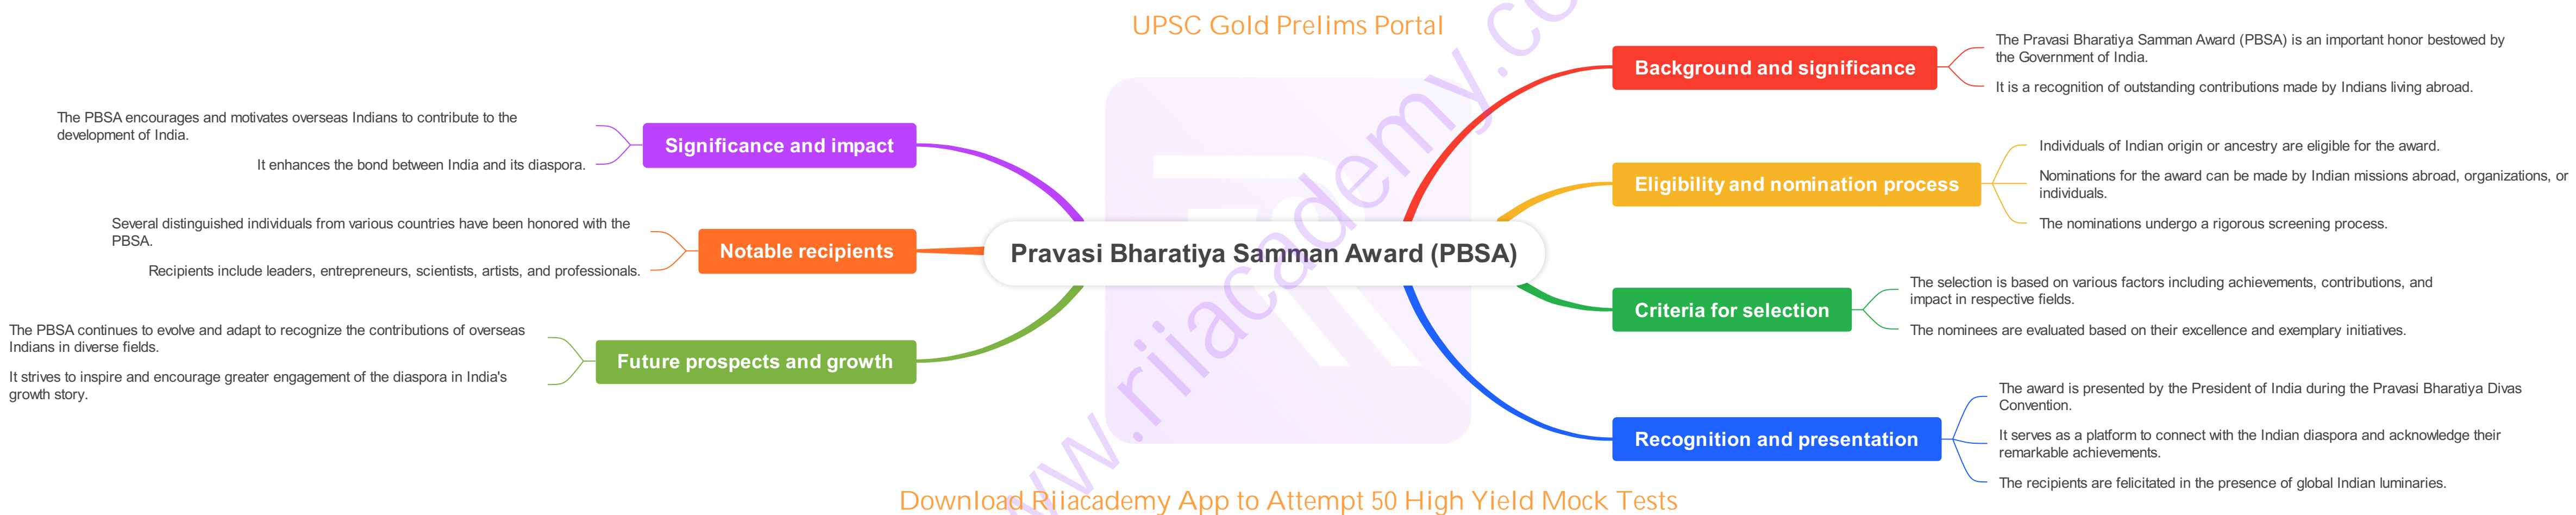 UPSC Gold Prelims Portal
Background and significance
The Pravasi Bharatiya Samman Award (PBSA) is an important honor bestowed by
the Government of India.
It is a recognition of outstanding contributions made by Indians living abroad.
Significance and impact
The PBSA encourages and motivates overseas Indians to contribute to the
development of India.
It enhances the bond between India and its diaspora.
Eligibility and nomination process
Individuals of Indian origin or ancestry are eligible for the award.
Nominations for the award can be made by Indian missions abroad, organizations, or
individuals.
The nominations undergo a rigorous screening process.
Notable recipients
Several distinguished individuals from various countries have been honored with the
PBSA.
Recipients include leaders, entrepreneurs, scientists, artists, and professionals.
Pravasi Bharatiya Samman Award (PBSA)
Criteria for selection
The selection is based on various factors including achievements, contributions, and
impact in respective fields.
The nominees are evaluated based on their excellence and exemplary initiatives.
Future prospects and growth
The PBSA continues to evolve and adapt to recognize the contributions of overseas
Indians in diverse fields.
It strives to inspire and encourage greater engagement of the diaspora in India's
growth story.
Recognition and presentation
The award is presented by the President of India during the Pravasi Bharatiya Divas
Convention.
It serves as a platform to connect with the Indian diaspora and acknowledge their
remarkable achievements.
The recipients are felicitated in the presence of global Indian luminaries.
www.riiacademy.co
Download Riiacademy App to Attempt 50 High Yield Mock Tests